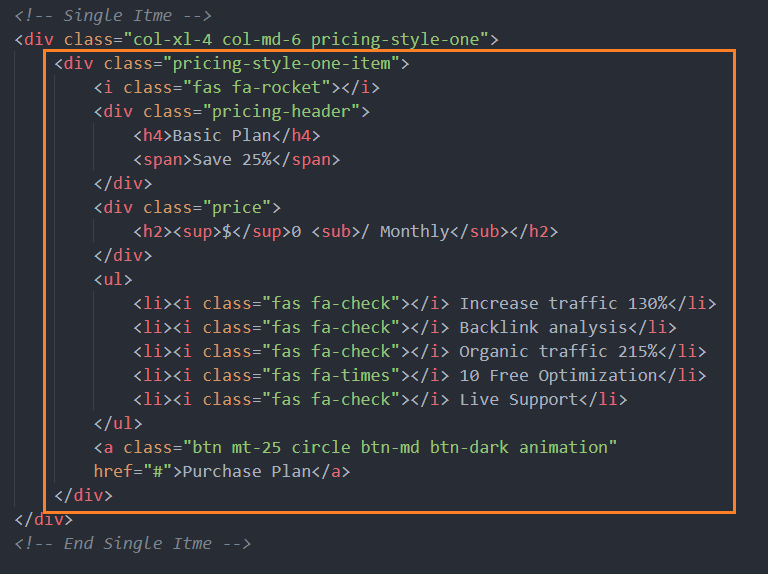 <!-- Single Itme -->
<div class="col-xl-4 col-md-6 pricing-style-one">
<div class="pricing-style-one-item">
<i class="fas fa-rocket"></i>
<div class="pricing-header">
<h4>Basic Plan</h4>
<span>Save 25%</span>
</div>
<div class="price">
<h2><sup>$</sup>0 <sub>/ Monthly</sub></h2>
</div>
<ul>
<li><i class="fas fa-check"></i> Increase traffic 130%</li>
<li><i class="fas fa-check"></i> Backlink analysis</li>
<li><i class="fas fa-check"></i> Organic traffic 215%</li>
<li><i class="fas fa-times"></i> 10 Free Optimization</li>
<li><i class="fas fa-check"></i> Live Support</li>
</ul>
<a class="btn mt-25 circle btn-md btn-dark animation"
href="#">Purchase Plan</a>
</div>
</div>
<!-- End Single Itme -->